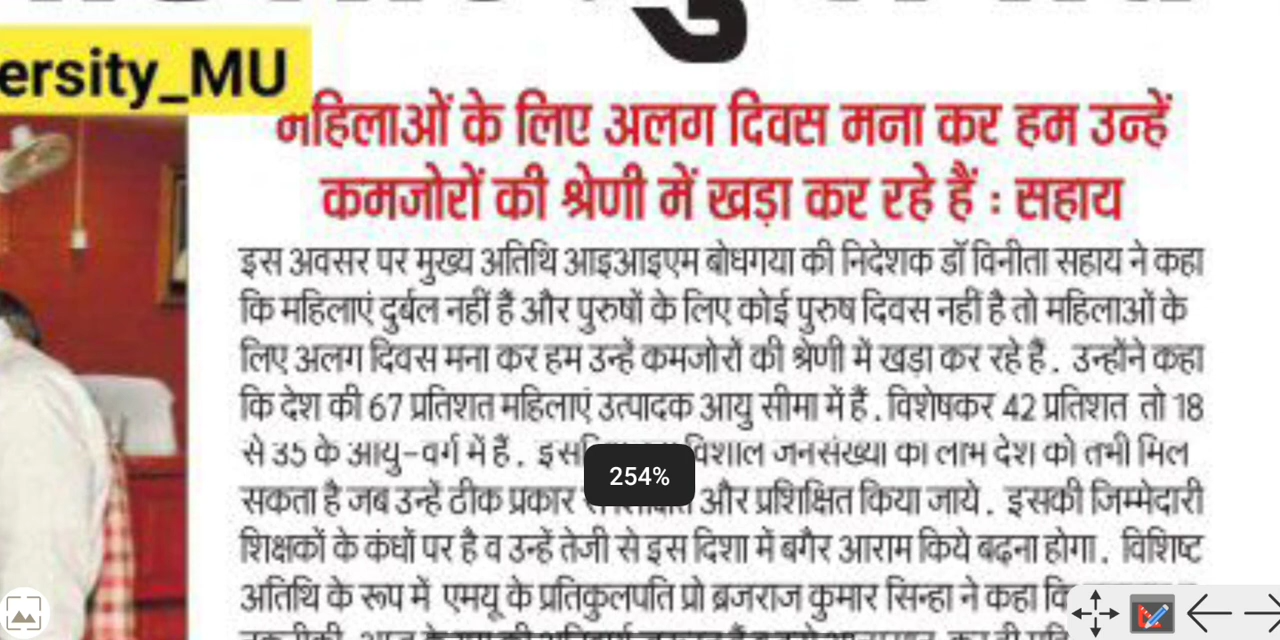 ersity_MU
महिलाओं के लिए अलग दिवस मना कर हम उन्हें
कमजोरों की श्रेणी में खड़ा कर रहे हैं : सहाय
इस अवसर पर मुख्य अतिथि आइआइएम बोधगया की निदेशक डॉ विनीता सहाय ने कहा
कि महिलाएं दुर्बल नहीं हैं और पुरुषों के लिए कोई पुरुष दिवस नहीं है तो महिलाओं के
लिए अलग दिवस मना कर हम उन्हें कमजोरों की श्रेणी में खड़ा कर रहे हैं. उन्होंने कहा
कि देश की 67 प्रतिशत महिलाएं उत्पादक आयु सीमा में हैं. विशेषकर 42 प्रतिशत तो 18
से 35 के आयु-वर्ग में हैं. विशाल जनसंख्या का लाभ देश को तभी मिल
254%
सकता है जब उन्हें ठीक प्रकार और प्रशिक्षित किया जाये. इसकी जिम्मेदारी
शिक्षकों के कंधों पर है व उन्हें तेजी से इस दिशा में बगैर आराम किये बढ़ना होगा. विशिष्ट
अतिथि के रूप में एमयू के प्रतिकुलपति प्रो ब्रजराज कुमार सिन्हा ने कहा कि